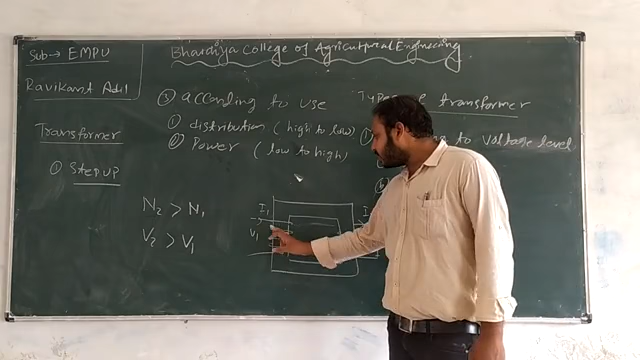 Sub→ EMPU
Bhardiya College of Agricultural Engineering
Ravikant Adil
③ according to use
Types of transformer
Transformer
① distribution (high to low)
① to voltage level
② Power (low to high)
① Step UP
N₂ > N₁
V₂ > V₁
I₁
V₁
I